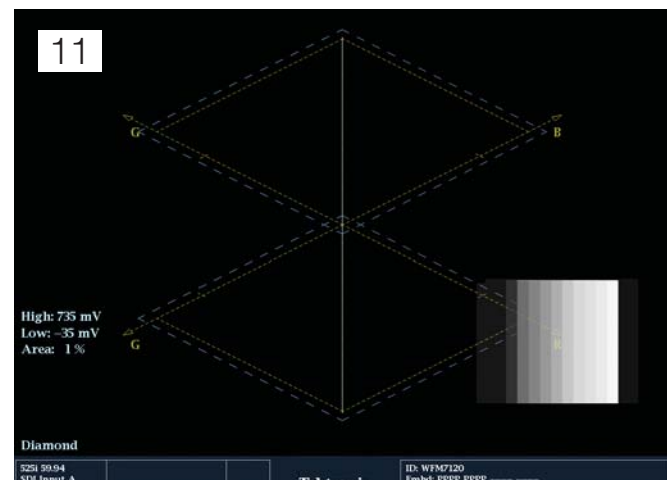 11
G
B
High: 735 mV
Low: −35 mV
Area: 1 %
G
R
Diamond
525i 59.94
ID: WFM7120
SDI Input A